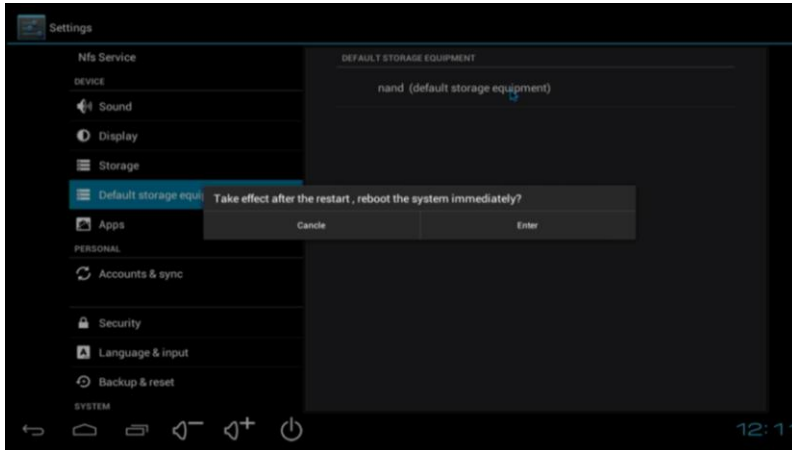 Settings
Nfs Service
DEVICE
Sound
Display
Storage
Default storage equi
Apps
PERSONAL
Accounts & sync
Security
Language & input
Backup & reset
SYSTEM
DEFAULT STORAGE EQUIPMENT
nand (default storage equipment)
Take effect after the restart , reboot the system immediately?
Cancle
Enter